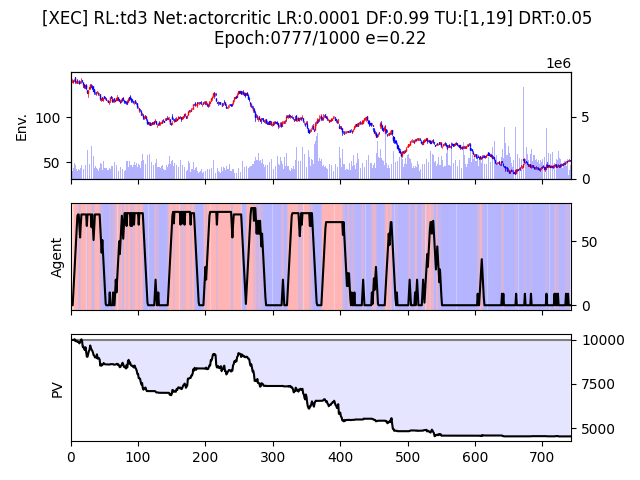 [XEC] RL:td3 Net:actorcritic LR:0.0001 DF:0.99 TU:[1,19] DRT:0.05
Epoch:0777/1000 e=0.22
1e6
Env.
100
50
5
0
Agent
50
0
PV
10000
7500
5000
0 100 200 300 400 500 600 700